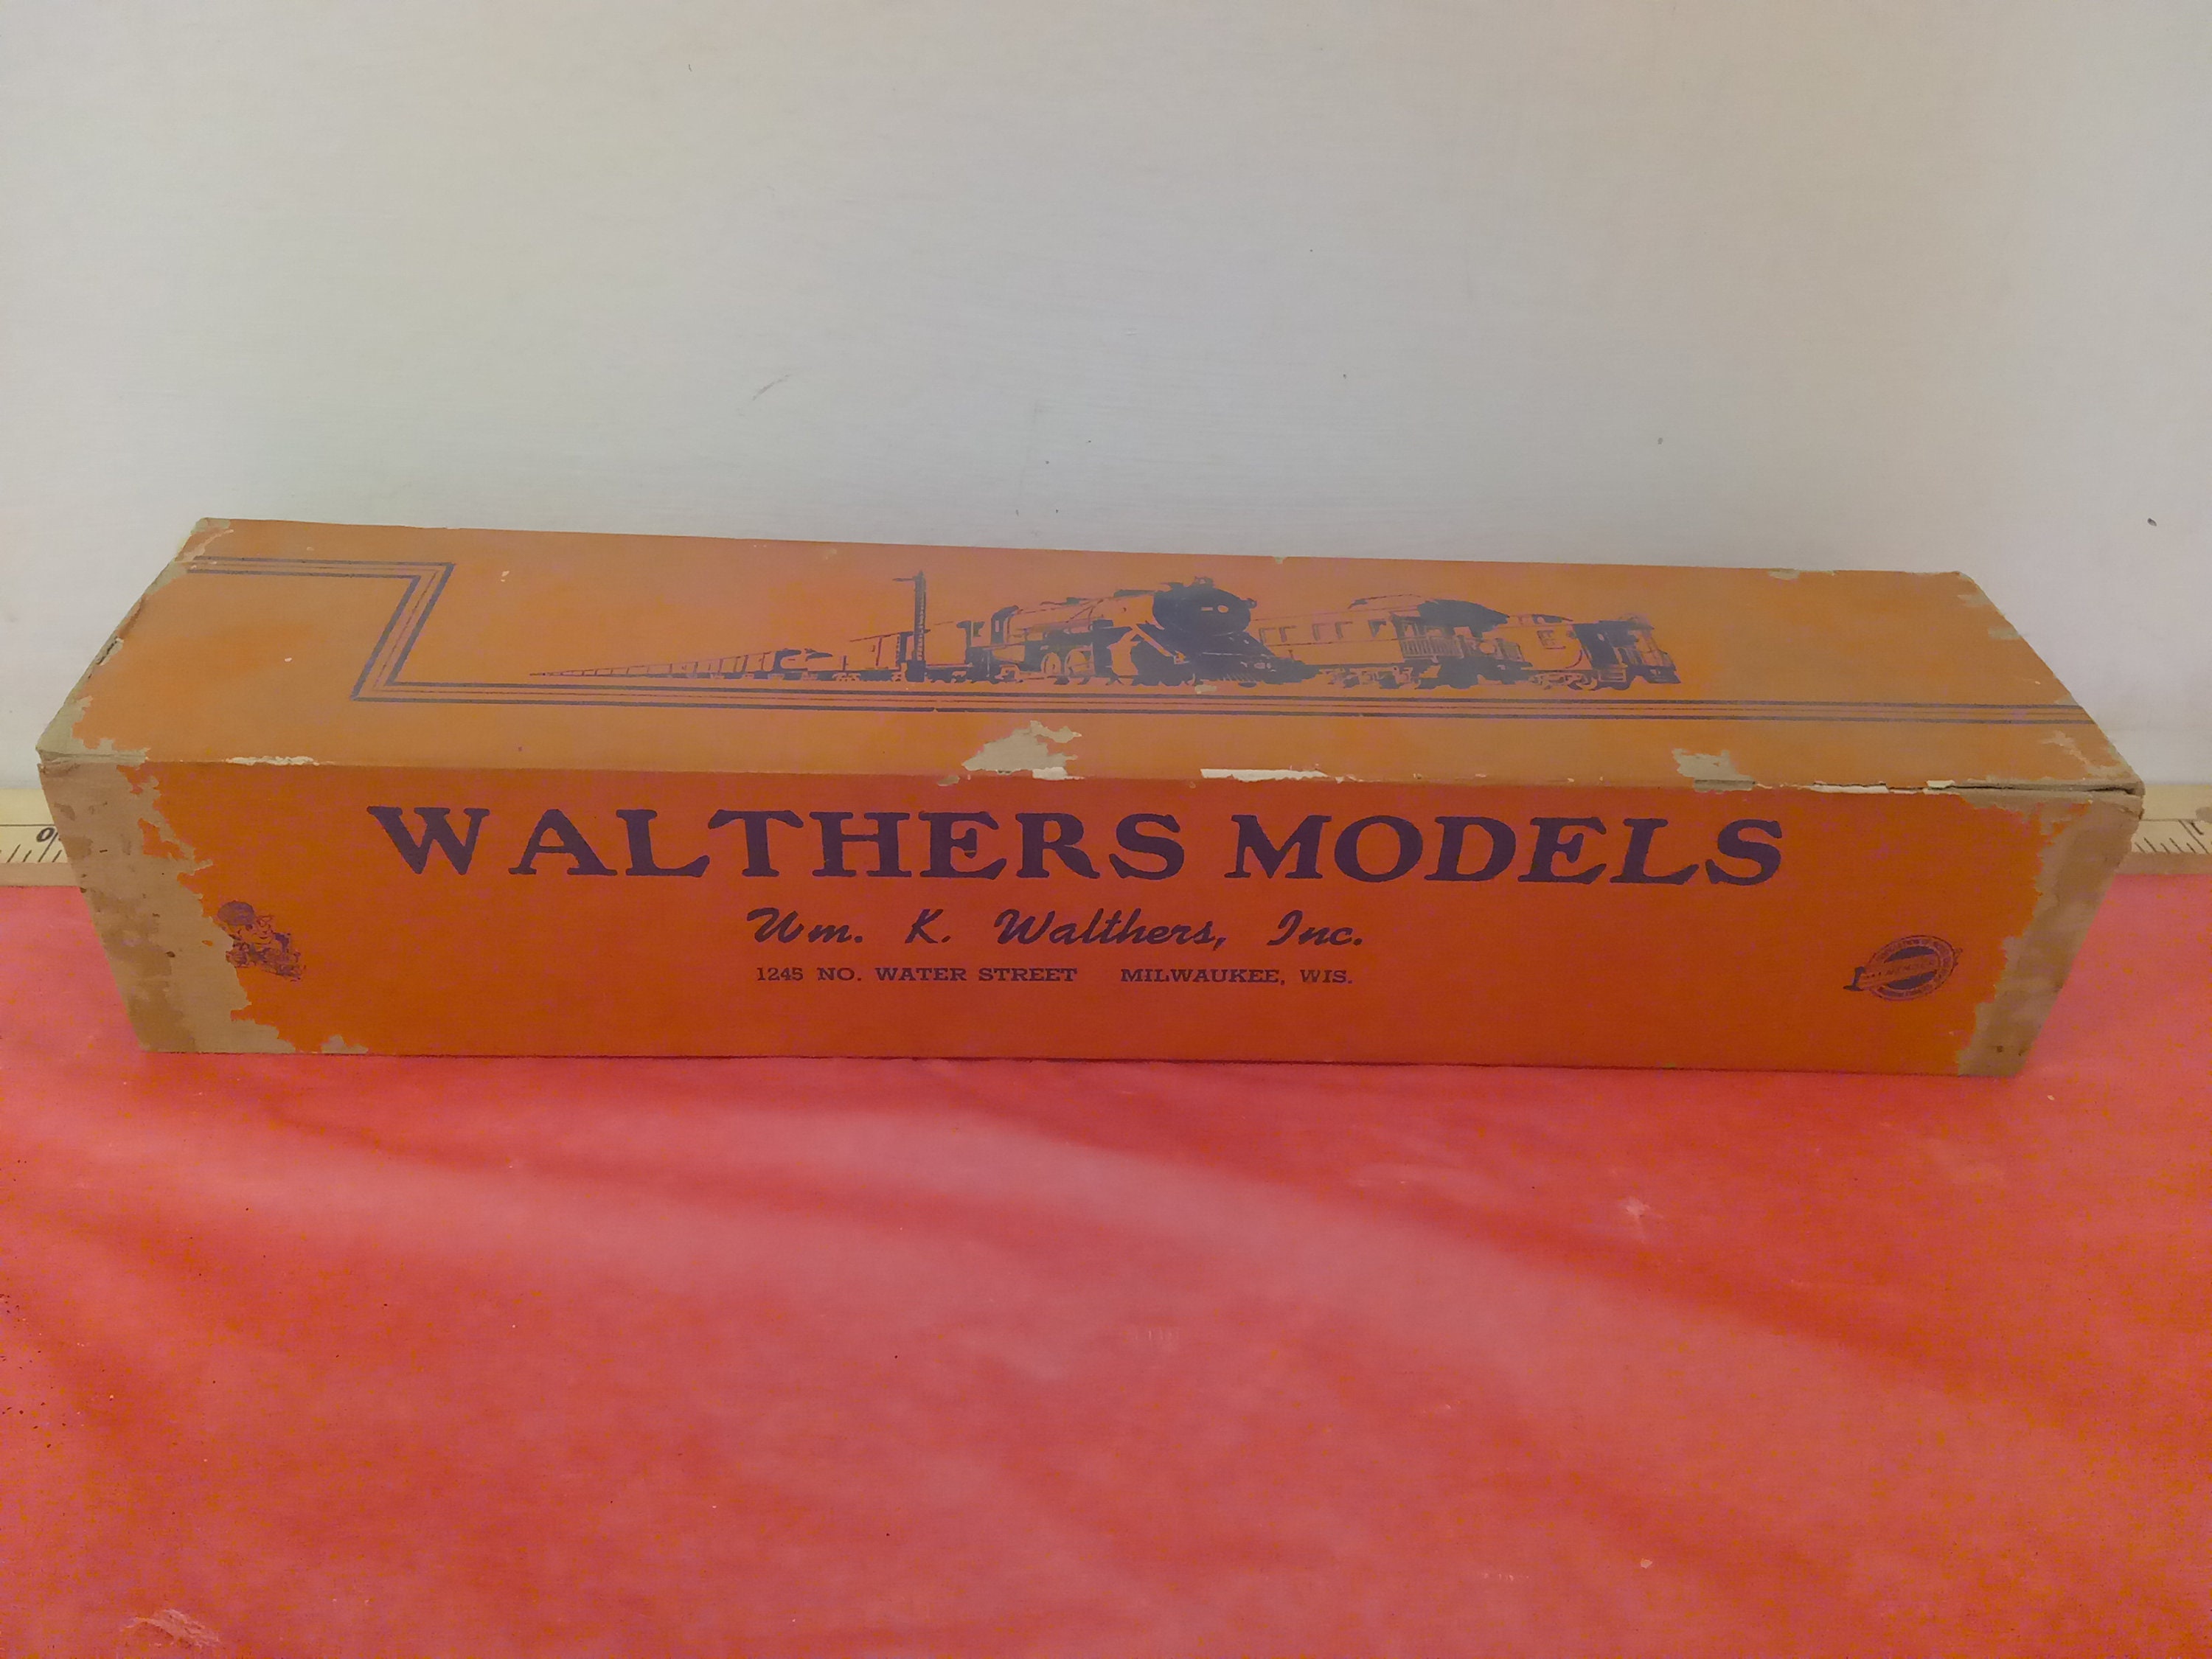 WALTHERS MODELS
Wm. K. Walthers, Inc.
1245 NO. WATER STREET MILWAUKEE, WIS.